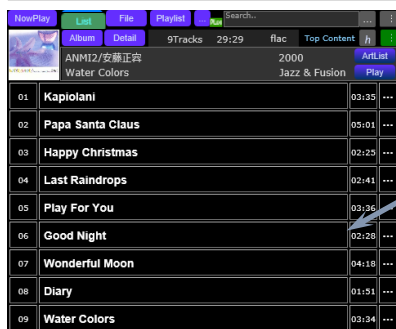 NowPlay List File Playlist ... Play Search.. ... ⋮
Album Detail 9Tracks 29:29 flac Top Content h ⋮
ANMI2/安藤正容 2000 ArtList
Water Colors Jazz & Fusion Play
01 Kapiolani 03:35 ...
02 Papa Santa Claus 05:01 ...
03 Happy Christmas 02:25 ...
04 Last Raindrops 02:41 ...
05 Play For You 03:36 ...
06 Good Night 02:28 ...
07 Wonderful Moon 04:18 ...
08 Diary 01:51 ...
09 Water Colors 03:34 ...